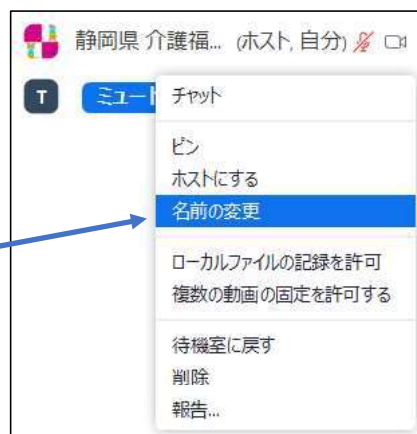 静岡県 介護福... (ホスト, 自分)
T ミュート
チャット
ピン
ホストにする
名前の変更
ローカルファイルの記録を許可
複数の動画の固定を許可する
待機室に戻す
削除
報告...